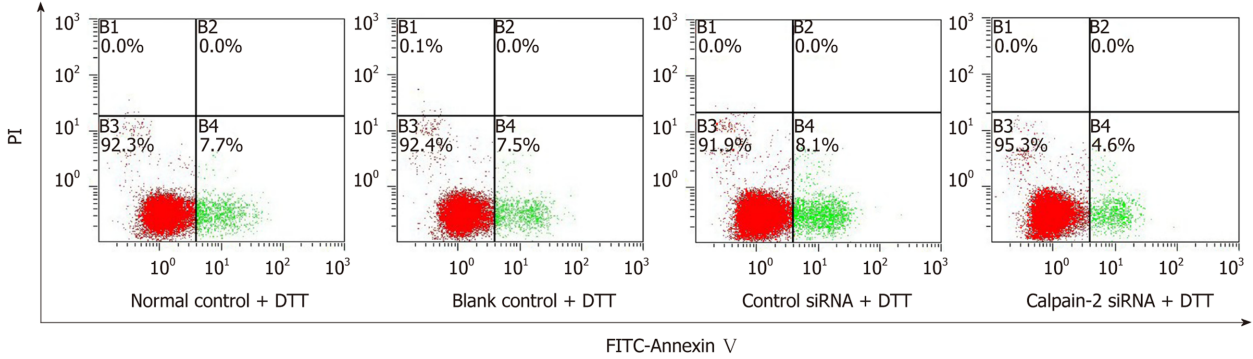 PI
10³
10²
10¹
10⁰
B1
0.0%
B2
0.0%
B3
92.3%
B4
7.7%
10⁰ 10¹ 10² 10³
Normal control + DTT
10³
10²
10¹
10⁰
B1
0.1%
B2
0.0%
B3
92.4%
B4
7.5%
10⁰ 10¹ 10² 10³
Blank control + DTT
10³
10²
10¹
10⁰
B1
0.0%
B2
0.0%
B3
91.9%
B4
8.1%
10⁰ 10¹ 10² 10³
Control siRNA + DTT
10³
10²
10¹
10⁰
B1
0.0%
B2
0.0%
B3
95.3%
B4
4.6%
10⁰ 10¹ 10² 10³
Calpain-2 siRNA + DTT
FITC-Annexin Ⅴ